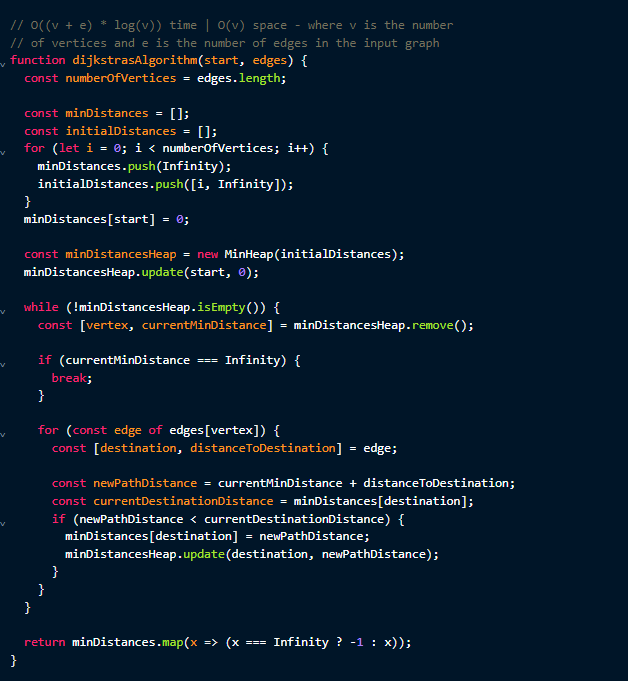 // O((v + e) * log(v)) time | O(v) space - where v is the number
// of vertices and e is the number of edges in the input graph
function dijkstrasAlgorithm(start, edges) {
  const numberOfVertices = edges.length;

  const minDistances = [];
  const initialDistances = [];
  for (let i = 0; i < numberOfVertices; i++) {
    minDistances.push(Infinity);
    initialDistances.push([i, Infinity]);
  }
  minDistances[start] = 0;

  const minDistancesHeap = new MinHeap(initialDistances);
  minDistancesHeap.update(start, 0);

  while (!minDistancesHeap.isEmpty()) {
    const [vertex, currentMinDistance] = minDistancesHeap.remove();

    if (currentMinDistance === Infinity) {
      break;
    }

    for (const edge of edges[vertex]) {
      const [destination, distanceToDestination] = edge;

      const newPathDistance = currentMinDistance + distanceToDestination;
      const currentDestinationDistance = minDistances[destination];
      if (newPathDistance < currentDestinationDistance) {
        minDistances[destination] = newPathDistance;
        minDistancesHeap.update(destination, newPathDistance);
      }
    }
  }

  return minDistances.map(x => (x === Infinity ? -1 : x));
}